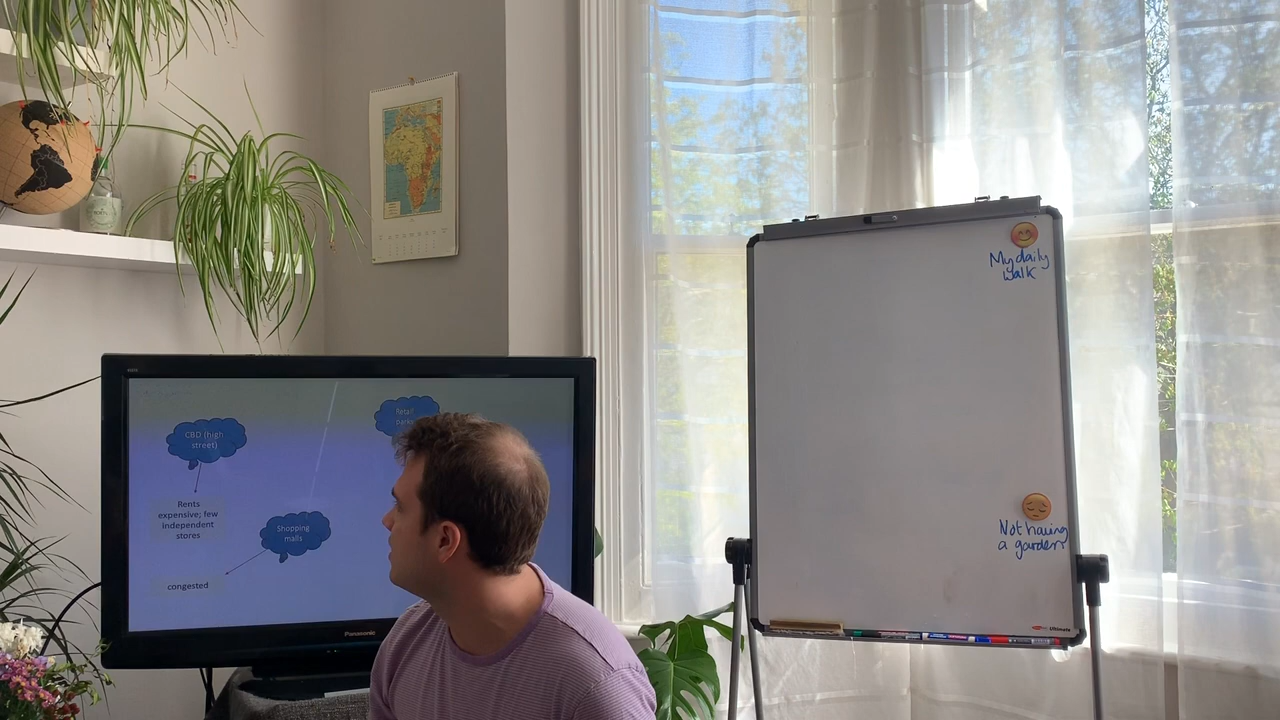 CBD (high
street)
Rents
expensive; few
independent
stores
Retail
Shopping
malls
congested
Panasonic
My daily
walk
Not having
a garden
Ultimate